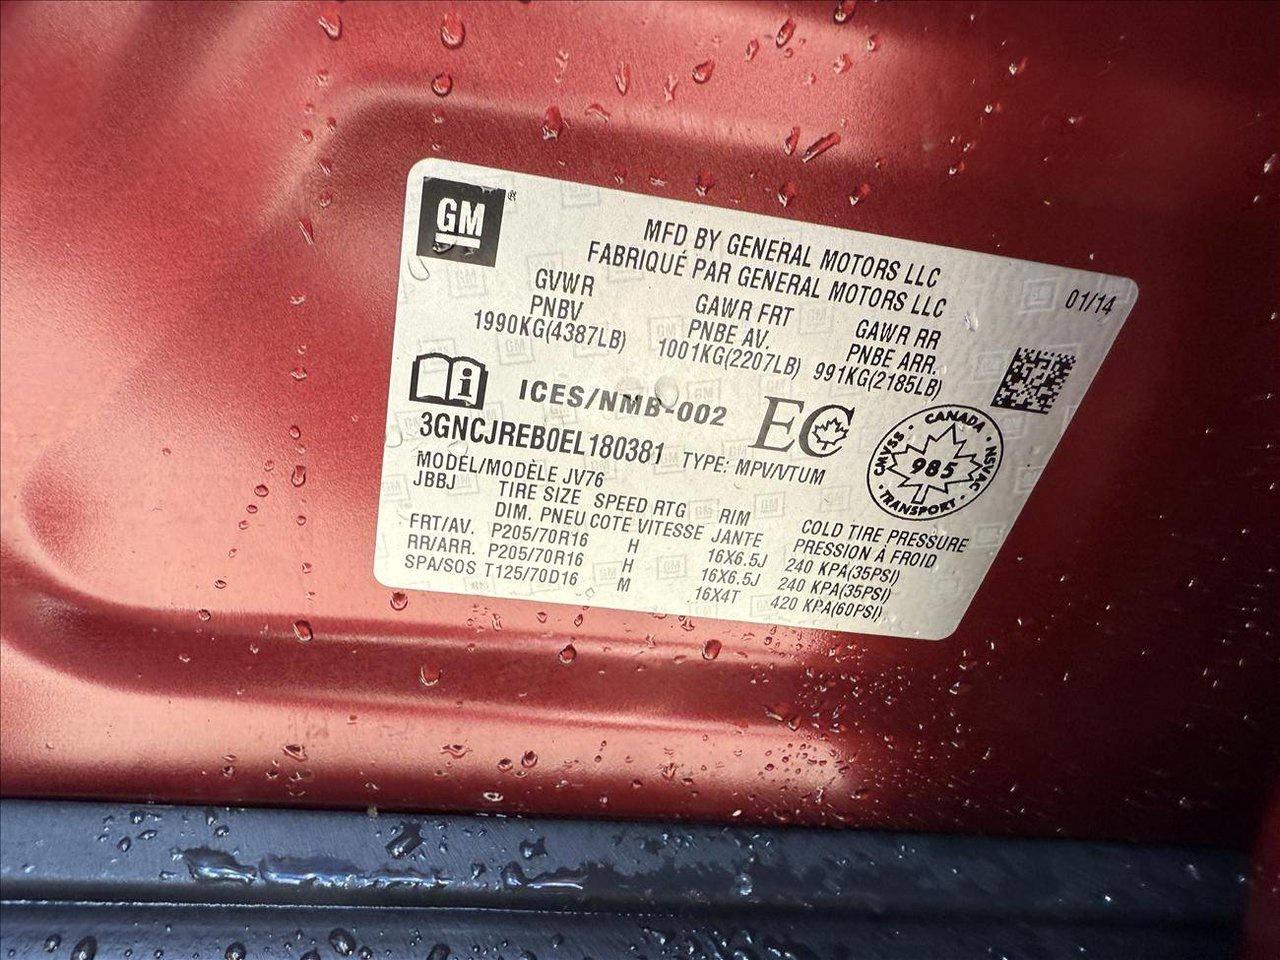 GM®
MFD BY GENERAL MOTORS LLC
FABRIQUÉ PAR GENERAL MOTORS LLC
01/14
GVWR GAWR FRT GAWR RR
PNBV PNBE AV. PNBE ARR.
1990KG(4387LB) 1001KG(2207LB) 991KG(2185LB)
i ICES/NMB-002 EC
CANADA
CMVSS 985 NSVAC
TRANSPORT
3GNCJREB0EL180381 TYPE: MPV/VTUM
MODEL/MODÈLE JV76
JBBJ TIRE SIZE SPEED RTG RIM COLD TIRE PRESSURE
DIM. PNEU COTE VITESSE JANTE PRESSION À FROID
FRT/AV. P205/70R16 H 16X6.5J 240 KPA(35PSI)
RR/ARR. P205/70R16 H 16X6.5J 240 KPA(35PSI)
SPA/SOS T125/70D16 M 16X4T 420 KPA(60PSI)